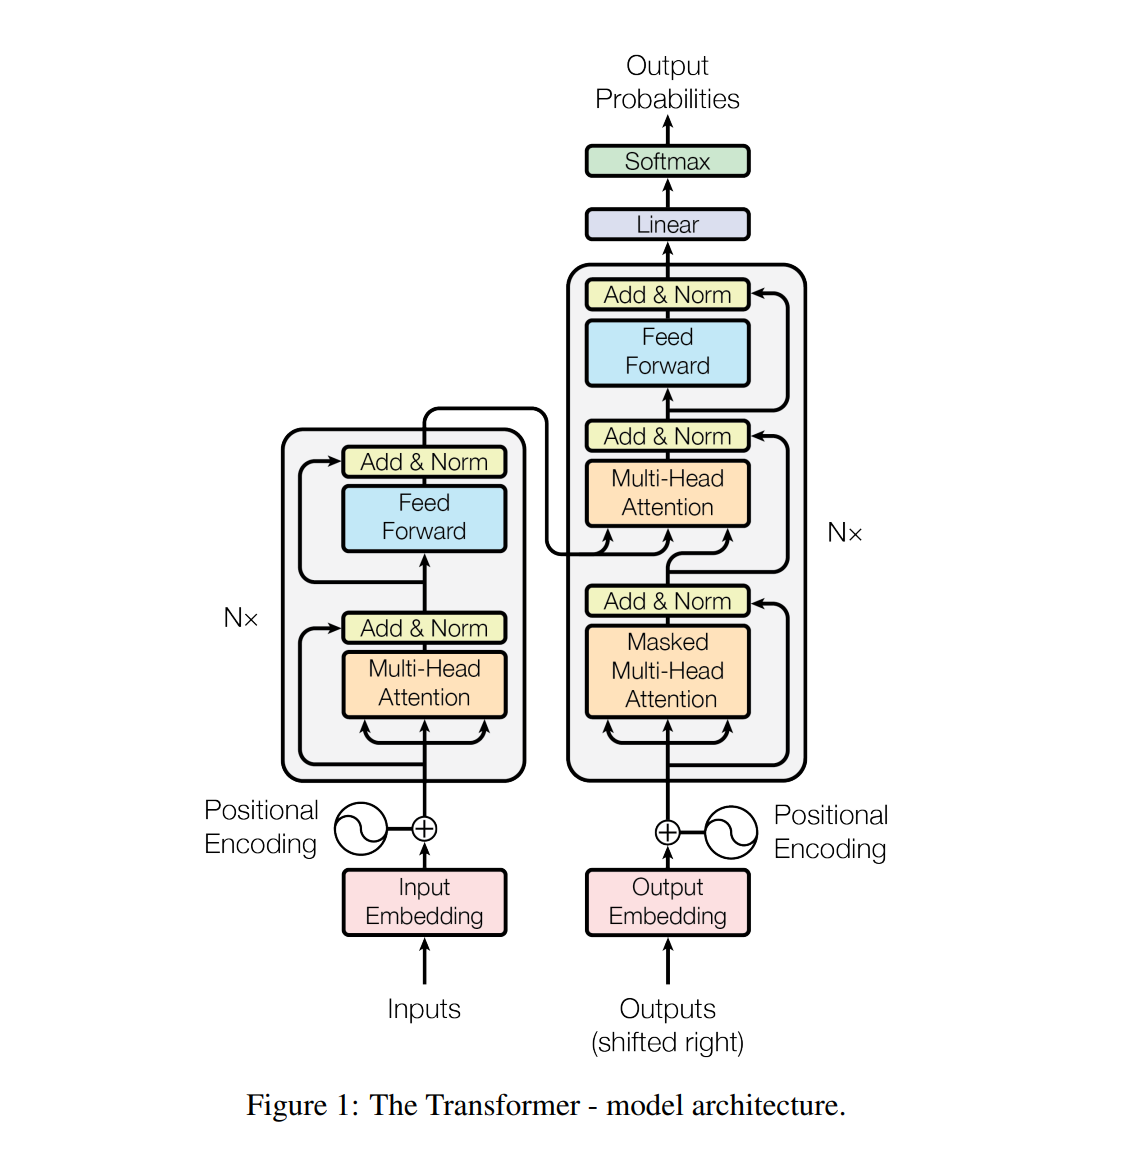 Output
Probabilities
Softmax
Linear
Add & Norm
Feed
Forward
Add & Norm
Multi-Head
Attention
Add & Norm
Masked
Multi-Head
Attention
N×
Add & Norm
Feed
Forward
Add & Norm
Multi-Head
Attention
N×
Positional
Encoding
Positional
Encoding
Input
Embedding
Output
Embedding
Inputs
Outputs
(shifted right)
Figure 1: The Transformer - model architecture.